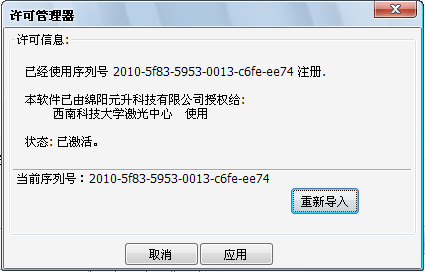 许可管理器
许可信息:
已经使用序列号 2010-5f83-5953-0013-c6fe-ee74 注册.
本软件已由绵阳元升科技有限公司授权给:
西南科技大学激光中心 使用
状态: 已激活。
当前序列号：2010-5f83-5953-0013-c6fe-ee74
重新导入
取消 应用